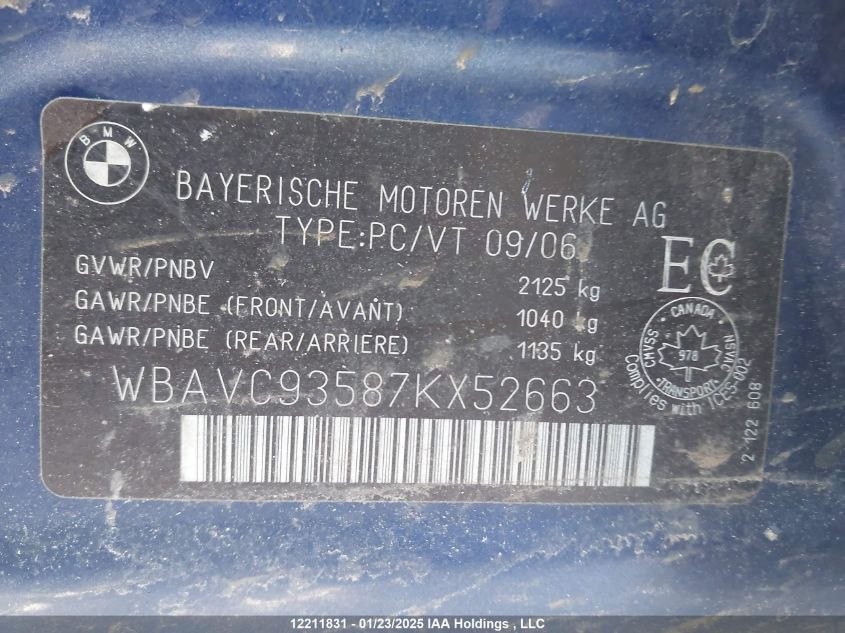 BMW
BAYERISCHE MOTOREN WERKE AG
TYPE:PC/VT 09/06
GVWR/PNBV 2125 kg
GAWR/PNBE (FRONT/AVANT) 1040 kg
GAWR/PNBE (REAR/ARRIERE) 1135 kg
EC
CANADA
CMVSS 978 NSVAC
TRANSPORT
Complies with ICES-002
WBAVC93587KX52663
2 122 608
12211831 - 01/23/2025 IAA Holdings , LLC